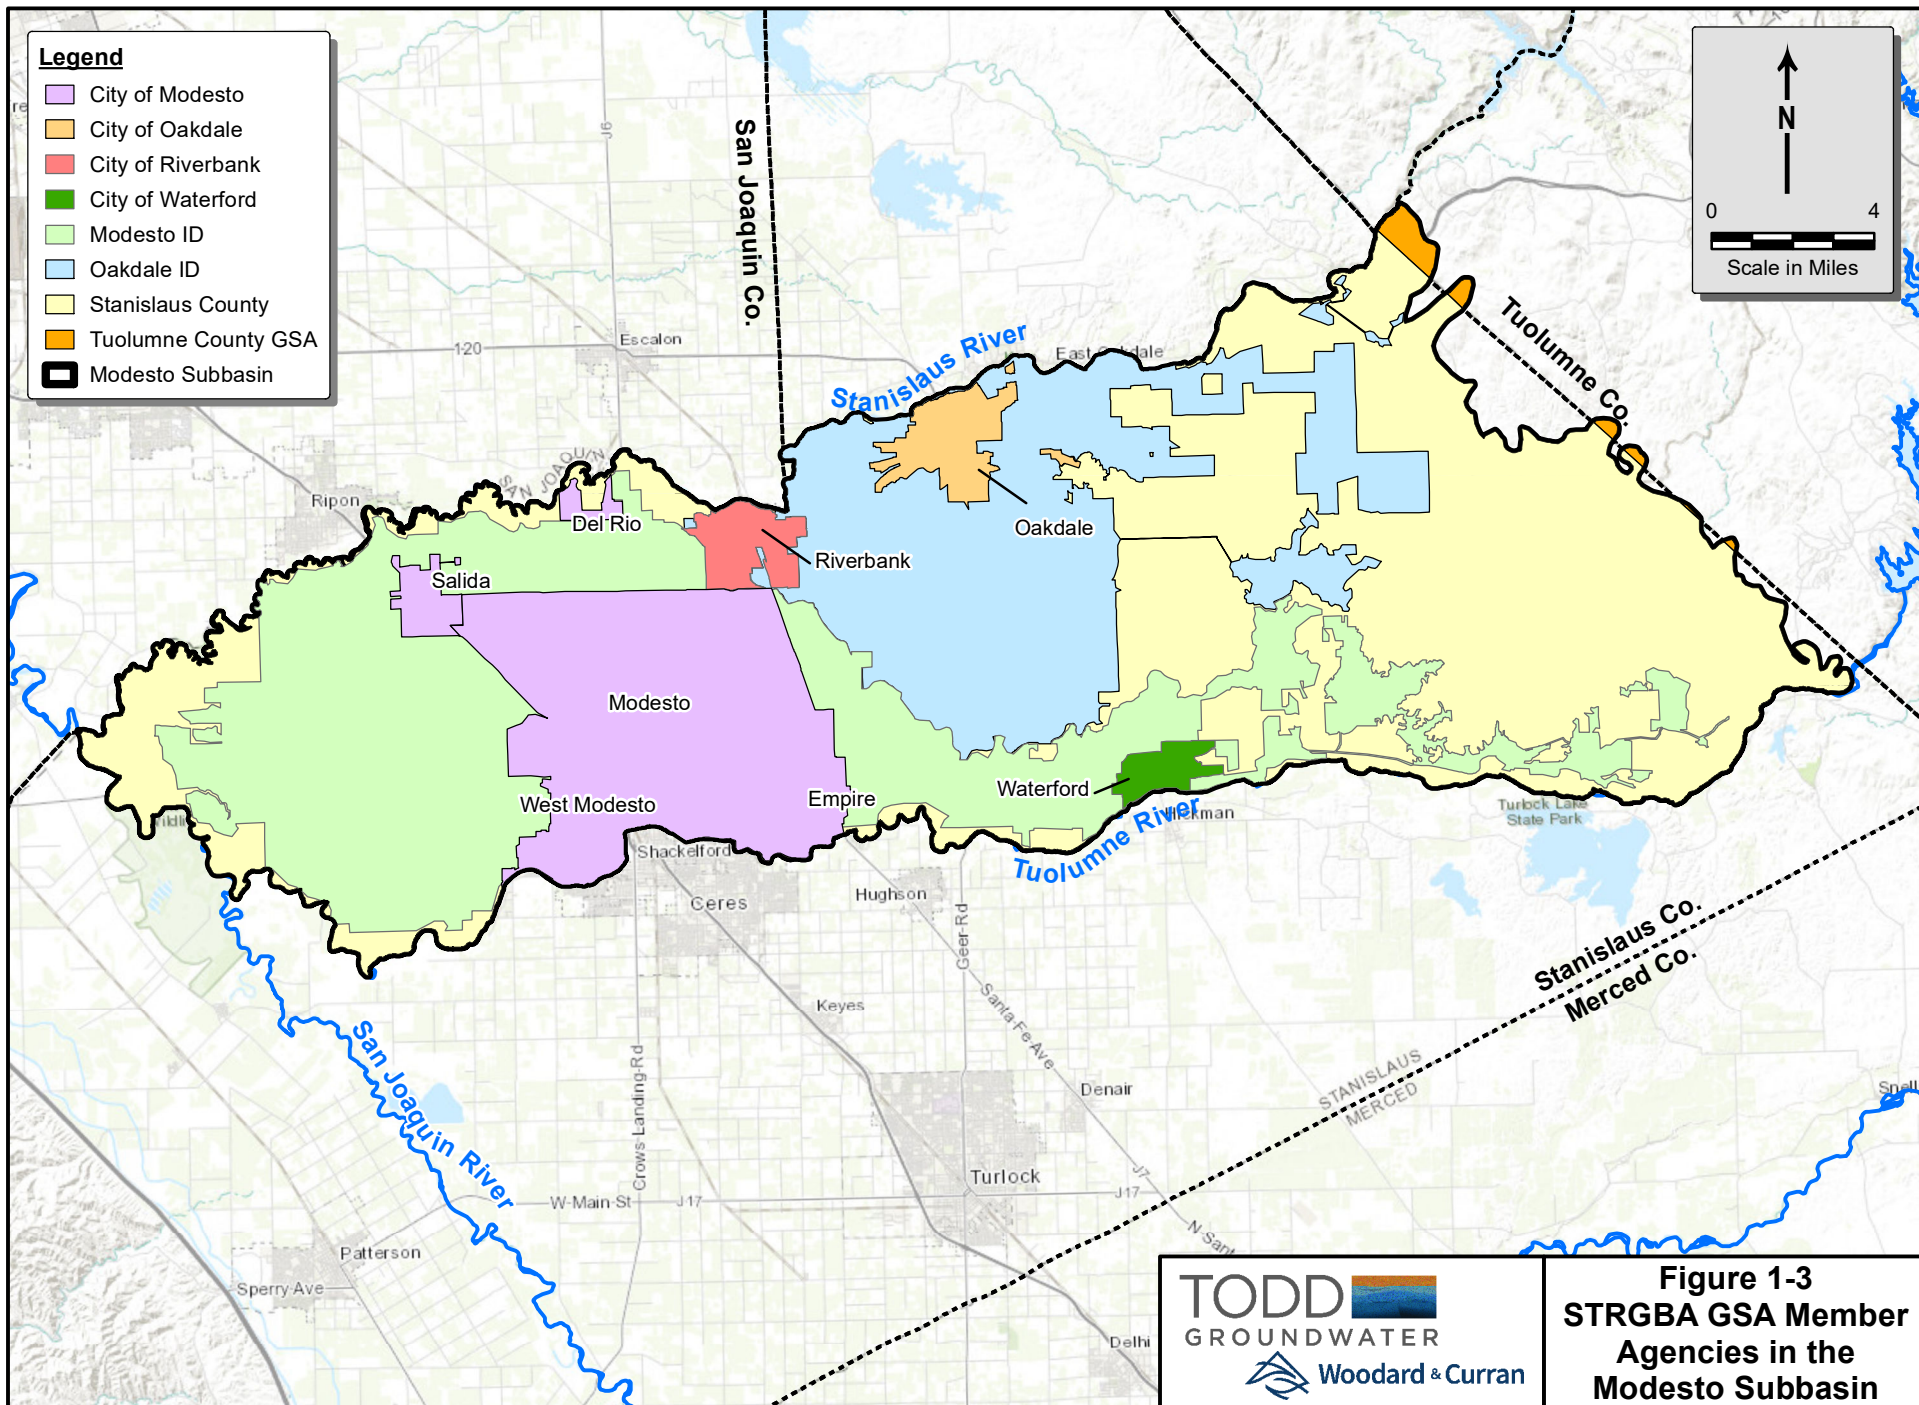 Legend
City of Modesto
City of Oakdale
City of Riverbank
City of Waterford
Modesto ID
Oakdale ID
Stanislaus County
Tuolumne County GSA
Modesto Subbasin
N
0 4
Scale in Miles
J6
San Joaquin Co.
Tuolumne Co.
120
Escalon
East Oakdale
Stanislaus River
Ripon
SAN JOAQUIN
Del Rio
Oakdale
Riverbank
Salida
Modesto
West Modesto
Empire
Waterford
Hickman
Tuolumne River
Turlock Lake
State Park
Shackelford
Ceres
Hughson
Geer-Rd
Stanislaus Co.
Merced Co.
Keyes
Santa-Fe-Ave
San Joaquin River
Crows-Landing-Rd
Denair
STANISLAUS
MERCED
Turlock
J7
J17
W-Main-St
J17
Patterson
Sperry-Ave
Delhi
TODD
GROUNDWATER
Woodard & Curran
Figure 1-3
STRGBA GSA Member
Agencies in the
Modesto Subbasin